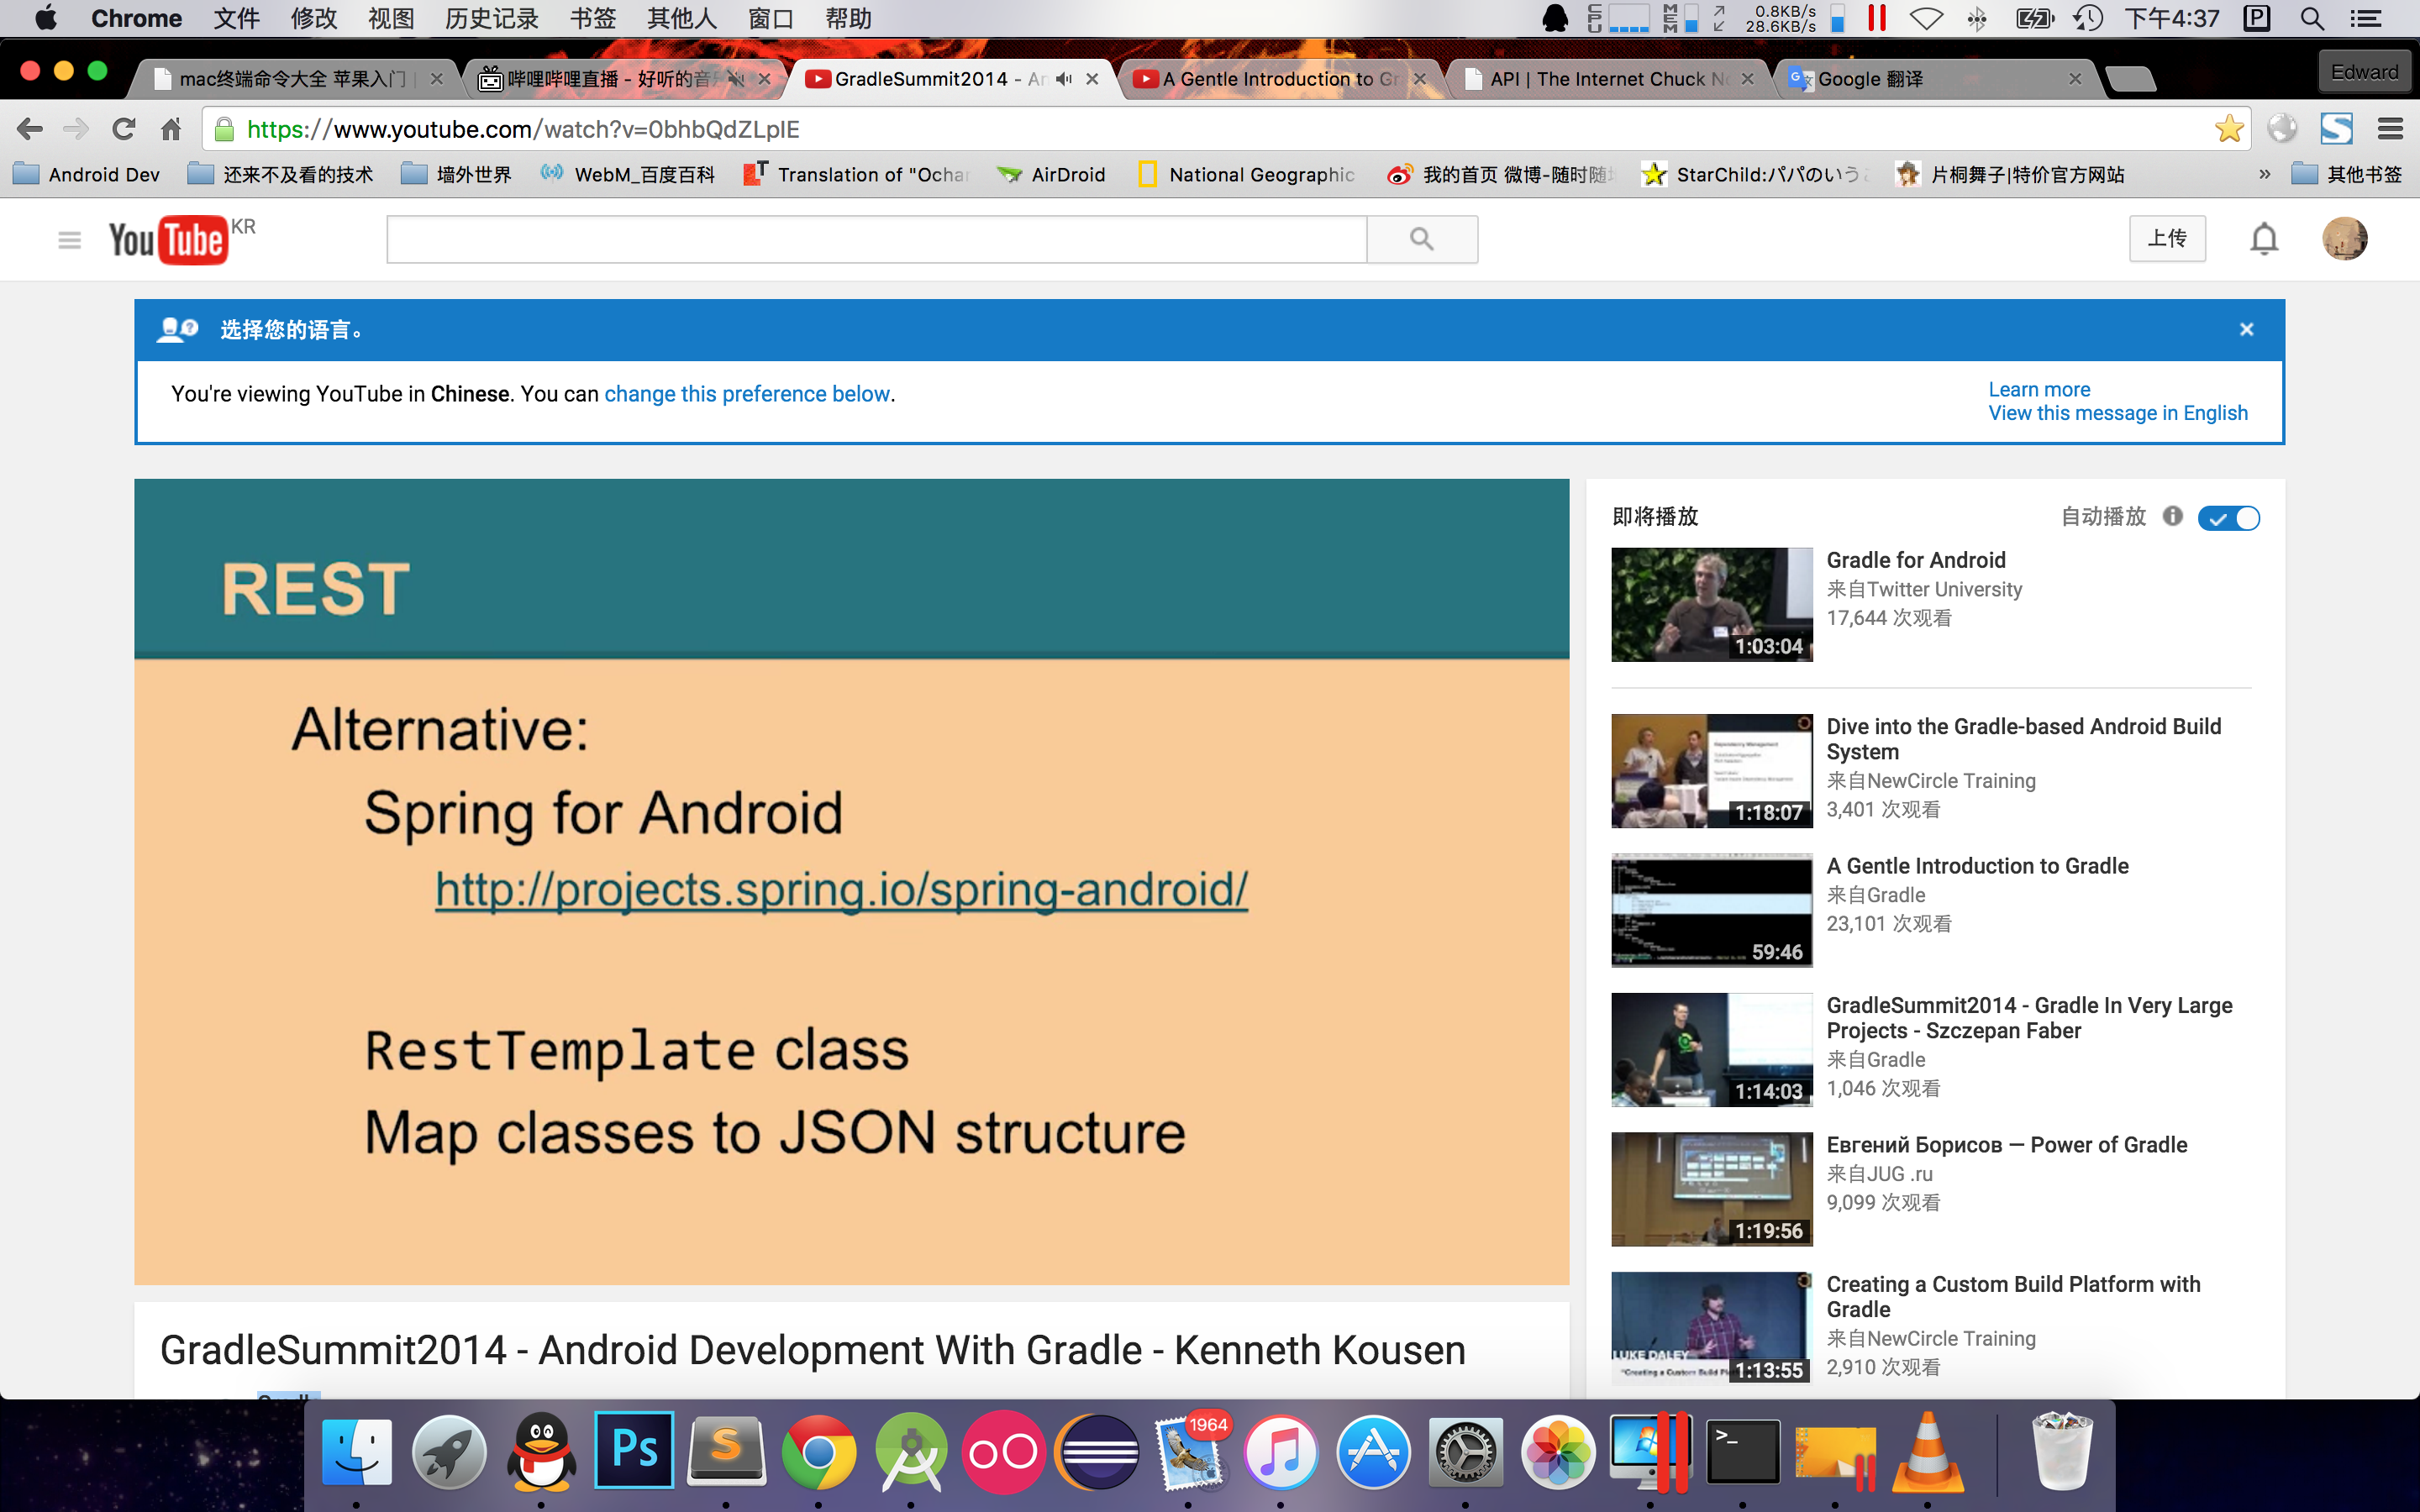 Chrome 文件 修改 视图 历史记录 书签 其他人 窗口 帮助
CPU MEM 0.8KB/s 28.6KB/s 下午4:37 P
mac终端命令大全 苹果入门
哔哩哔哩直播 - 好听的音
GradleSummit2014 - An
A Gentle Introduction to Gr
API | The Internet Chuck No
Google 翻译
Edward
https://www.youtube.com/watch?v=0bhbQdZLpIE
Android Dev 还来不及看的技术 墙外世界 WebM_百度百科 Translation of "Ochar AirDroid National Geographic 我的首页 微博-随时随 StarChild:パパのいう 片桐舞子|特价官方网站 » 其他书签
YouTube KR
上传
选择您的语言。
You're viewing YouTube in Chinese. You can change this preference below.
Learn more
View this message in English
REST
Alternative:
Spring for Android
http://projects.spring.io/spring-android/
RestTemplate class
Map classes to JSON structure
GradleSummit2014 - Android Development With Gradle - Kenneth Kousen
即将播放 自动播放
Gradle for Android
来自Twitter University
17,644 次观看
1:03:04
Dive into the Gradle-based Android Build
System
来自NewCircle Training
3,401 次观看
1:18:07
A Gentle Introduction to Gradle
来自Gradle
23,101 次观看
59:46
GradleSummit2014 - Gradle In Very Large
Projects - Szczepan Faber
来自Gradle
1,046 次观看
1:14:03
Евгений Борисов — Power of Gradle
来自JUG .ru
9,099 次观看
1:19:56
Creating a Custom Build Platform with
Gradle
来自NewCircle Training
2,910 次观看
LUKE DALEY
1:13:55
Ps
S
1964
>_